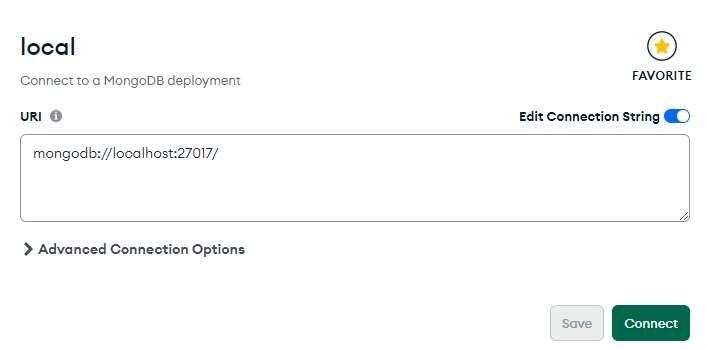 local
FAVORITE
Connect to a MongoDB deployment
URI
Edit Connection String
mongodb://localhost:27017/
Advanced Connection Options
Save
Connect